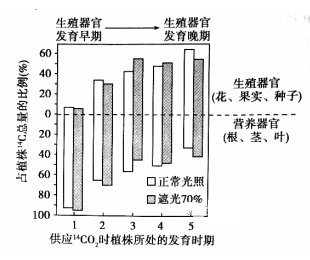 生殖器官 生殖器官
发育早期 → 发育晚期
占植株¹⁴C总量的比例(%)
60
40
20
0
20
40
60
80
100
生殖器官
(花、果实、种子)
营养器官
(根、茎、叶)
正常光照
遮光70%
1 2 3 4 5
供应¹⁴CO₂时植株所处的发育时期